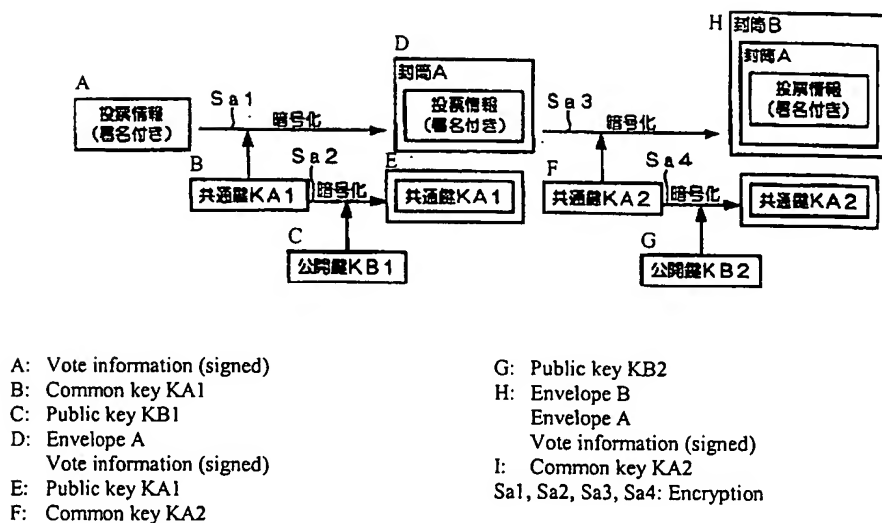 H
封筒B
D
封筒A
封筒A
A
投票情報
(署名付き)
Sa1
暗号化
投票情報
(署名付き)
Sa3
暗号化
投票情報
(署名付き)
B
共通鍵KA1
Sa2
暗号化
E
共通鍵KA1
F
共通鍵KA2
Sa4
暗号化
共通鍵KA2
C
公開鍵KB1
G
公開鍵KB2
A: Vote information (signed)
B: Common key KA1
C: Public key KB1
D: Envelope A
Vote information (signed)
E: Public key KA1
F: Common key KA2
G: Public key KB2
H: Envelope B
Envelope A
Vote information (signed)
I: Common key KA2
Sa1, Sa2, Sa3, Sa4: Encryption